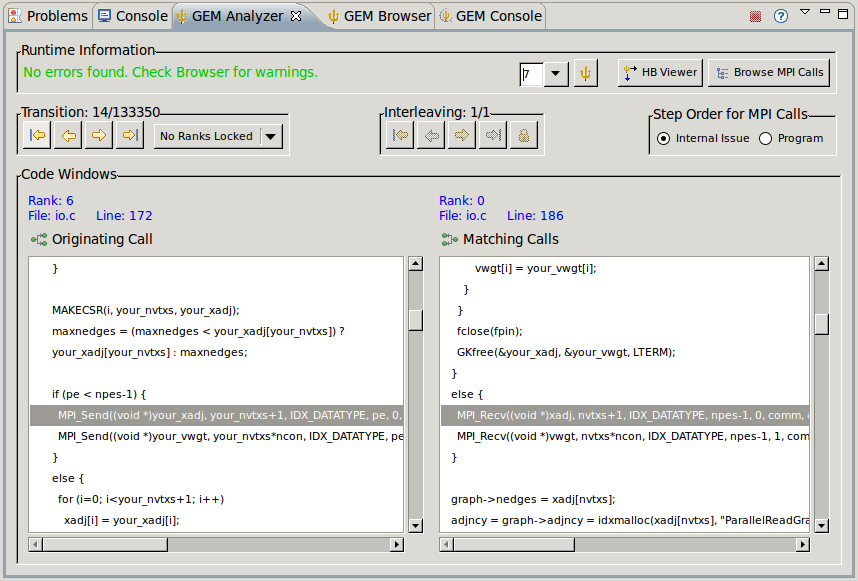 Problems Console GEM Analyzer GEM Browser GEM Console
Runtime Information
No errors found. Check Browser for warnings.
7
HB Viewer
Browse MPI Calls
Transition: 14/133350
No Ranks Locked
Interleaving: 1/1
Step Order for MPI Calls
Internal Issue Program
Code Windows
Rank: 6
File: io.c Line: 172
Originating Call
}
MAKECSR(i, your_nvtxs, your_xadj);
maxnedges = (maxnedges < your_xadj[your_nvtxs]) ?
your_xadj[your_nvtxs] : maxnedges;
if (pe < npes-1) {
MPI_Send((void *)your_xadj, your_nvtxs+1, IDX_DATATYPE, pe, 0,
MPI_Send((void *)your_vwgt, your_nvtxs*ncon, IDX_DATATYPE, pe
}
else {
for (i=0; i<your_nvtxs+1; i++)
xadj[i] = your_xadj[i];
Rank: 0
File: io.c Line: 186
Matching Calls
vwgt[i] = your_vwgt[i];
}
}
fclose(fpin);
GKfree(&your_xadj, &your_vwgt, LTERM);
}
else {
MPI_Recv((void *)xadj, nvtxs+1, IDX_DATATYPE, npes-1, 0, comm, &
MPI_Recv((void *)vwgt, nvtxs*ncon, IDX_DATATYPE, npes-1, 1, com
}
graph->nedges = xadj[nvtxs];
adjncy = graph->adjncy = idxmalloc(xadj[nvtxs], "ParallelReadGra